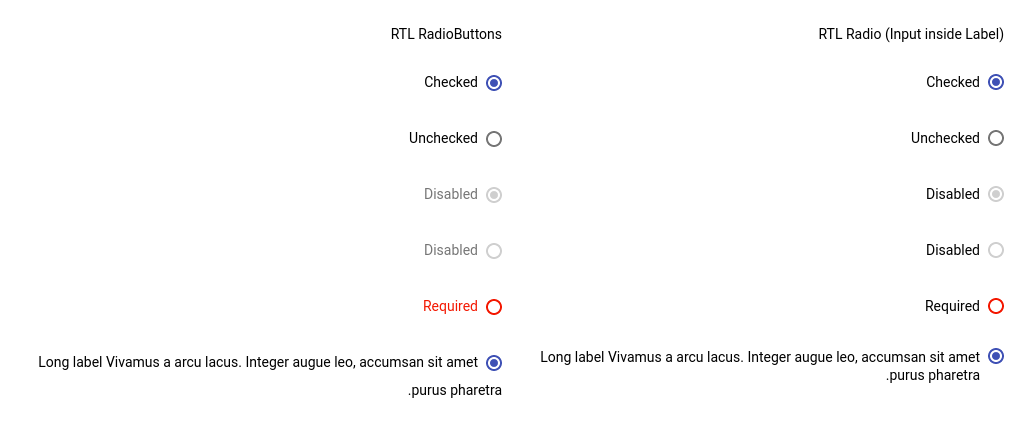 RTL RadioButtons
Checked
Unchecked
Disabled
Disabled
Required
Long label Vivamus a arcu lacus. Integer augue leo, accumsan sit amet
.purus pharetra
RTL Radio (Input inside Label)
Checked
Unchecked
Disabled
Disabled
Required
Long label Vivamus a arcu lacus. Integer augue leo, accumsan sit amet
.purus pharetra